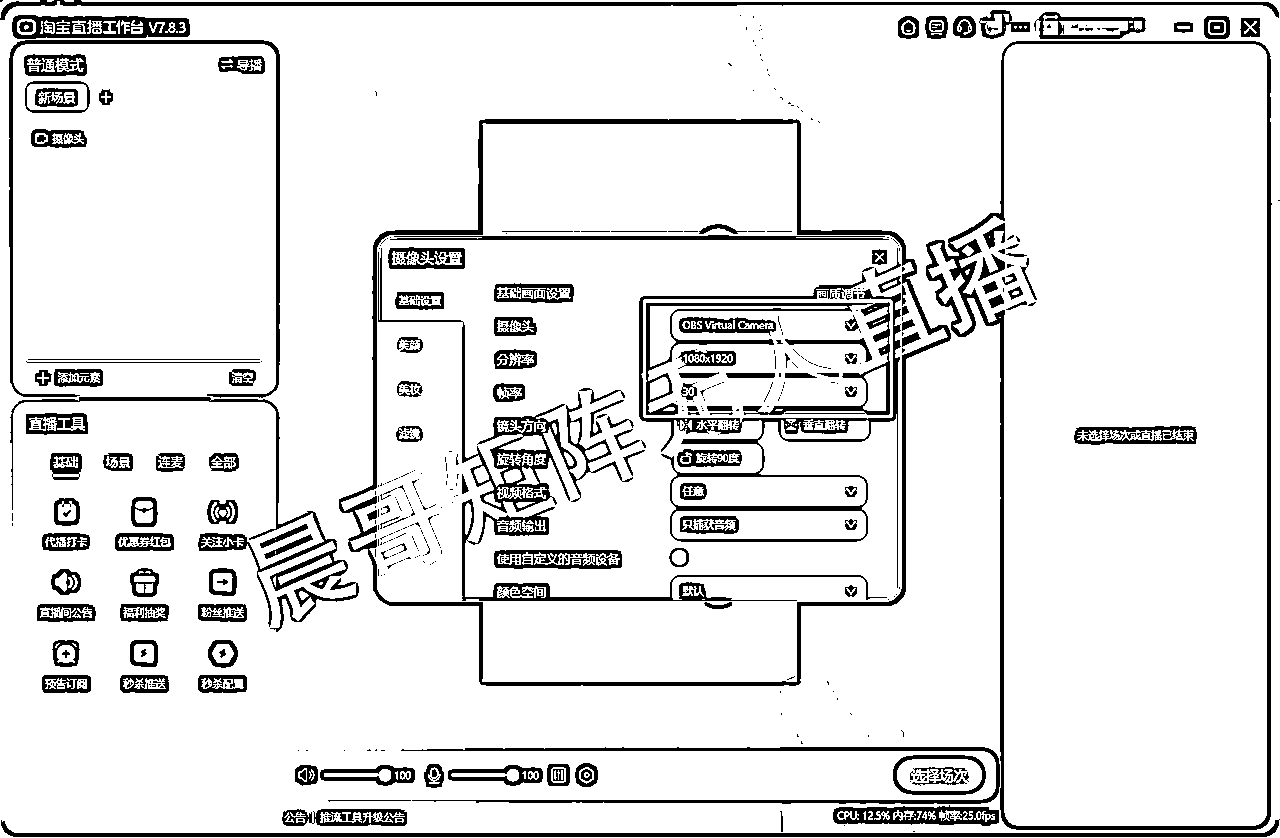 淘宝直播工作台 V7.8.3
普通模式
导播
新场景
摄像头
添加元素
清空
直播工具
基础 场景 连麦 全部
代播打卡 优惠券红包 关注小卡
直播间公告 福利抽奖 粉丝推送
预告订阅 秒杀推送 秒杀配置
摄像头设置
基础设置
美颜
美妆
滤镜
基础画面设置
画质调节
摄像头 OBS Virtual Camera
分辨率 1080x1920
帧率 30
镜头方向 水平翻转 垂直翻转
旋转角度 旋转90度
视频格式 任意
音频输出 只捕获音频
使用自定义的音频设备
颜色空间 默认
晨哥矩阵无人直播
未选择场次或直播已结束
100 100
选择场次
公告 | 推流工具升级公告
CPU: 12.5% 内存:74% 帧率:25.0fps